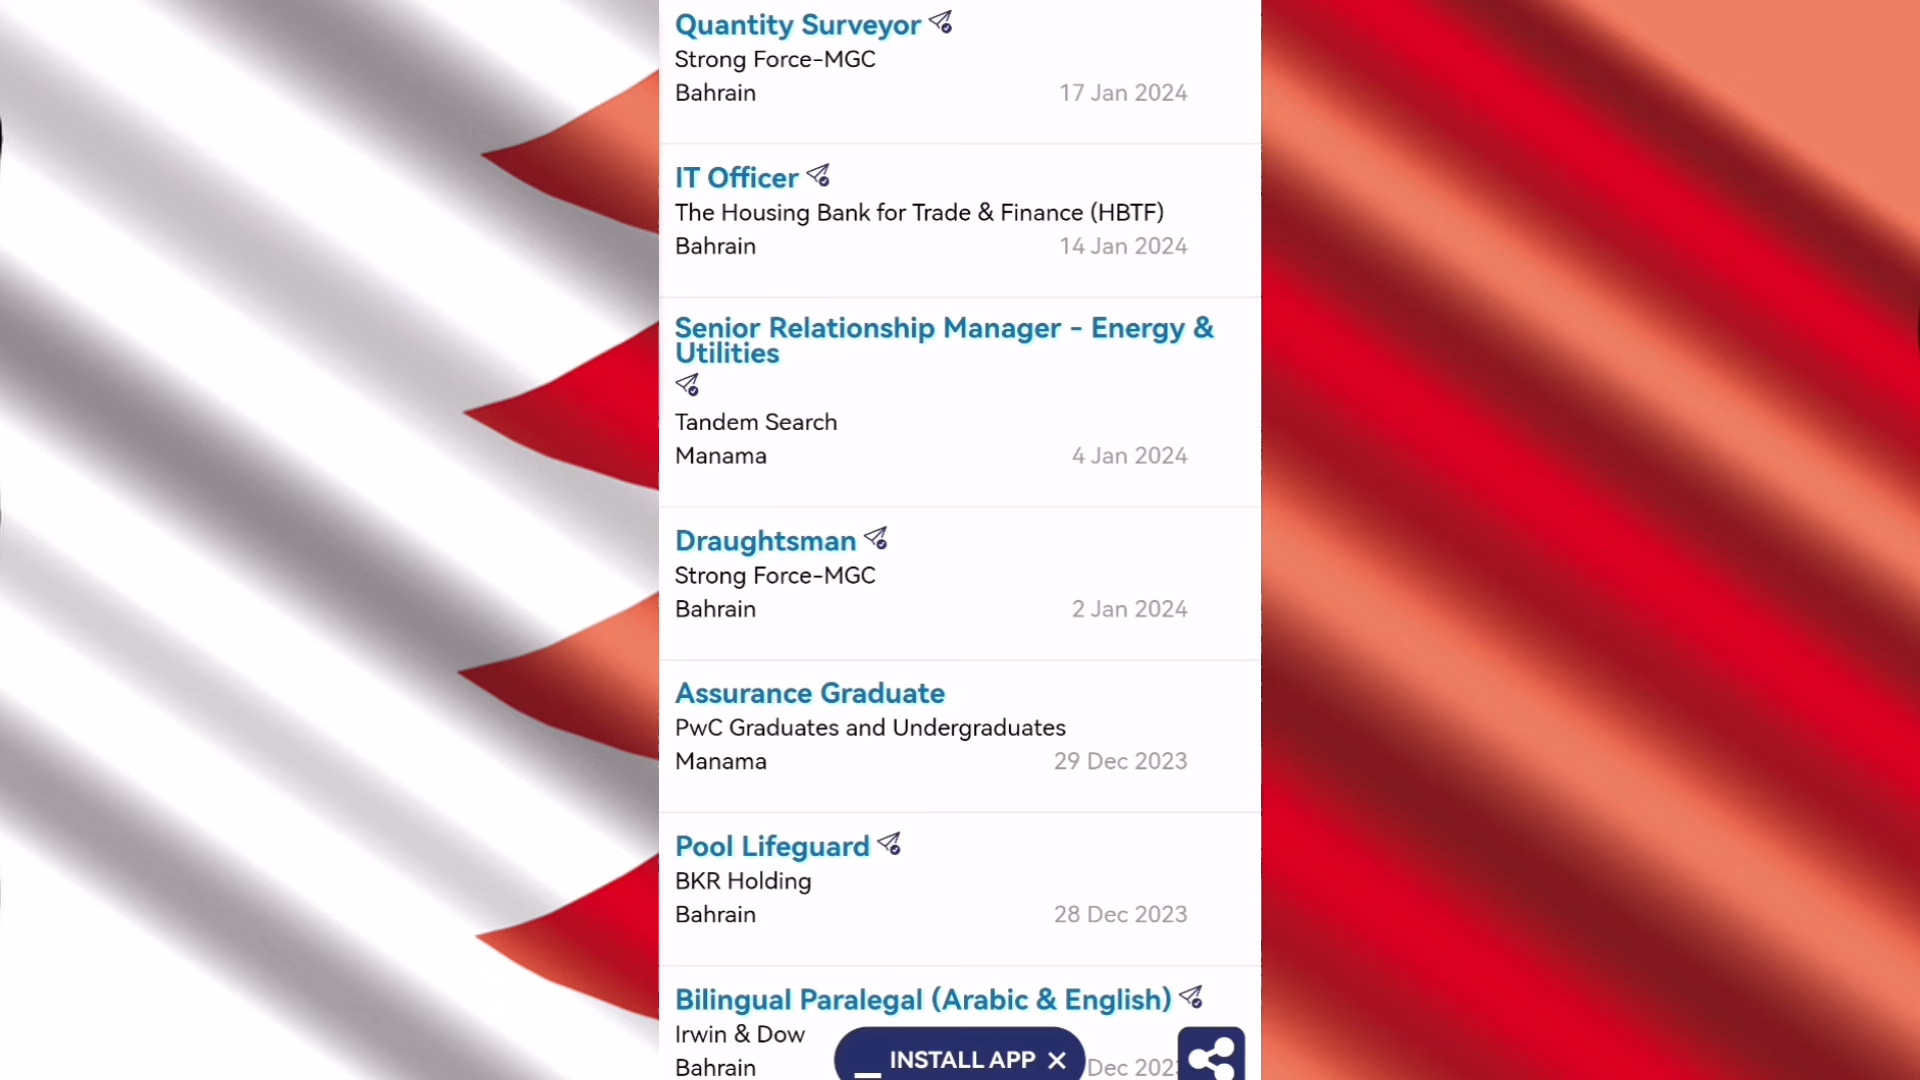 Quantity Surveyor
Strong Force-MGC
Bahrain 17 Jan 2024
IT Officer
The Housing Bank for Trade & Finance (HBTF)
Bahrain 14 Jan 2024
Senior Relationship Manager - Energy &
Utilities
Tandem Search
Manama 4 Jan 2024
Draughtsman
Strong Force-MGC
Bahrain 2 Jan 2024
Assurance Graduate
PwC Graduates and Undergraduates
Manama 29 Dec 2023
Pool Lifeguard
BKR Holding
Bahrain 28 Dec 2023
Bilingual Paralegal (Arabic & English)
Irwin & Dow
INSTALL APP
Bahrain Dec